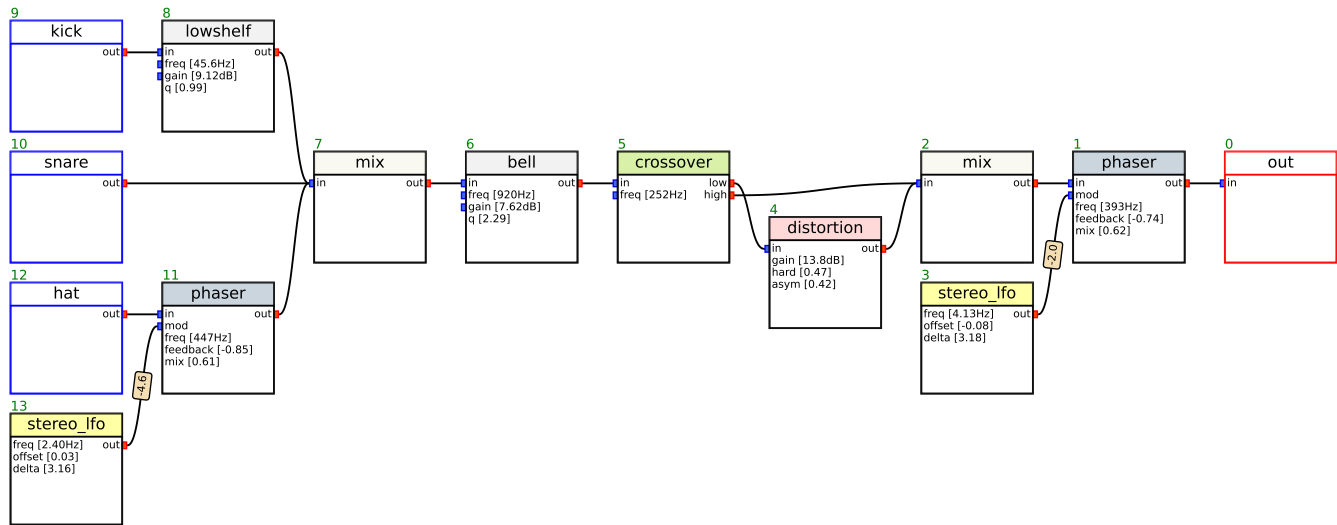 9
kick
out
8
lowshelf
in out
freq [45.6Hz]
gain [9.12dB]
q [0.99]
10
snare
out
7
mix
in out
6
bell
in out
freq [920Hz]
gain [7.62dB]
q [2.29]
5
crossover
in low
freq [252Hz] high
4
distortion
in out
gain [13.8dB]
hard [0.47]
asym [0.42]
2
mix
in out
1
phaser
in out
mod
freq [393Hz]
feedback [-0.74]
mix [0.62]
0
out
in
-2.0
3
stereo_lfo
freq [4.13Hz] out
offset [-0.08]
delta [3.18]
12
hat
out
11
phaser
in out
mod
freq [447Hz]
feedback [-0.85]
mix [0.61]
-4.6
13
stereo_lfo
freq [2.40Hz] out
offset [0.03]
delta [3.16]